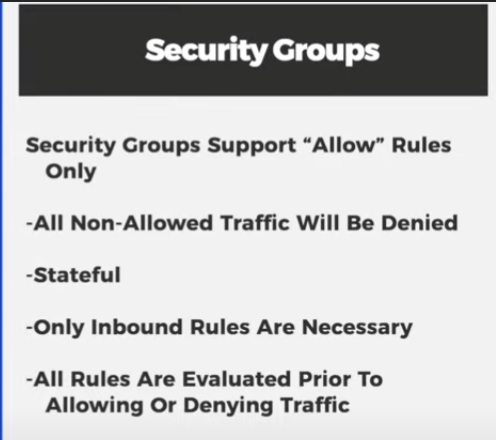 Security Groups
Security Groups Support “Allow” Rules
Only
-All Non-Allowed Traffic Will Be Denied
-Stateful
-Only Inbound Rules Are Necessary
-All Rules Are Evaluated Prior To
Allowing Or Denying Traffic